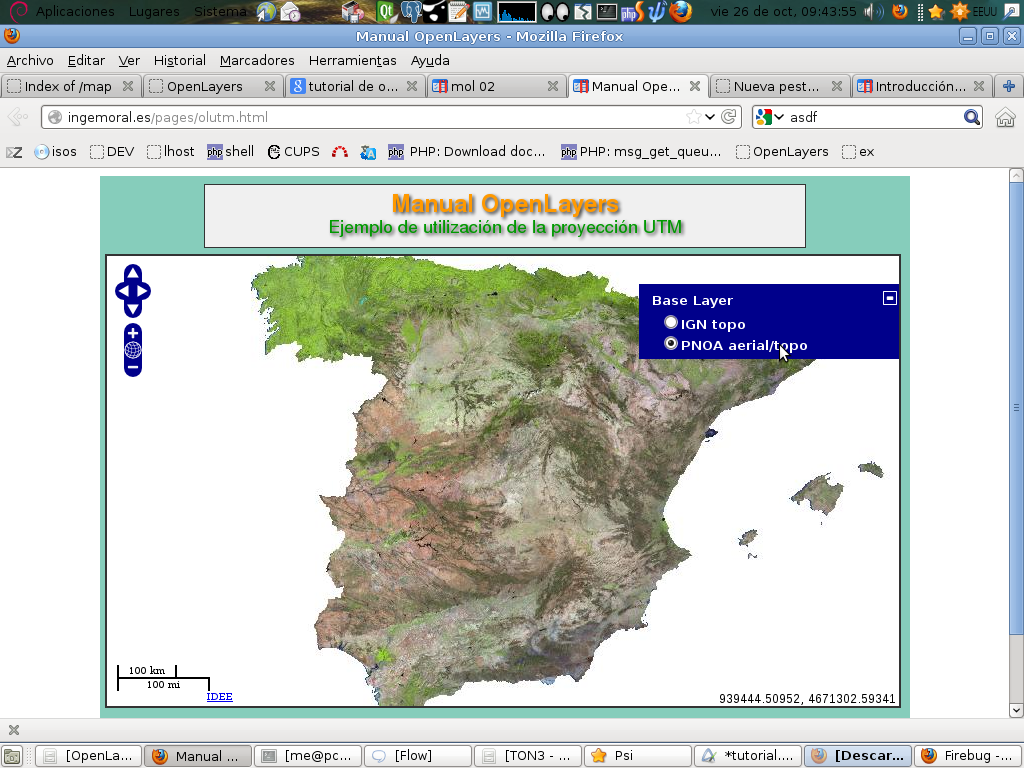 Aplicaciones Lugares Sistema vie 26 de oct, 09:43:55 EEUU
Manual OpenLayers - Mozilla Firefox
Archivo Editar Ver Historial Marcadores Herramientas Ayuda
Index of /map OpenLayers tutorial de o... mol 02 Manual Ope... Nueva pest... Introducción...
ingemoral.es/pages/olutm.html asdf
isos DEV lhost php shell CUPS php PHP: Download doc... php PHP: msg_get_queu... OpenLayers ex
Manual OpenLayers
Ejemplo de utilización de la proyección UTM
Base Layer
IGN topo
PNOA aerial/topo
100 km
100 mi
IDEE
939444.50952, 4671302.59341
[OpenLa... Manual ... [me@pc... [Flow] [TON3 - ... Psi *tutorial.... [Descar... Firebug -...